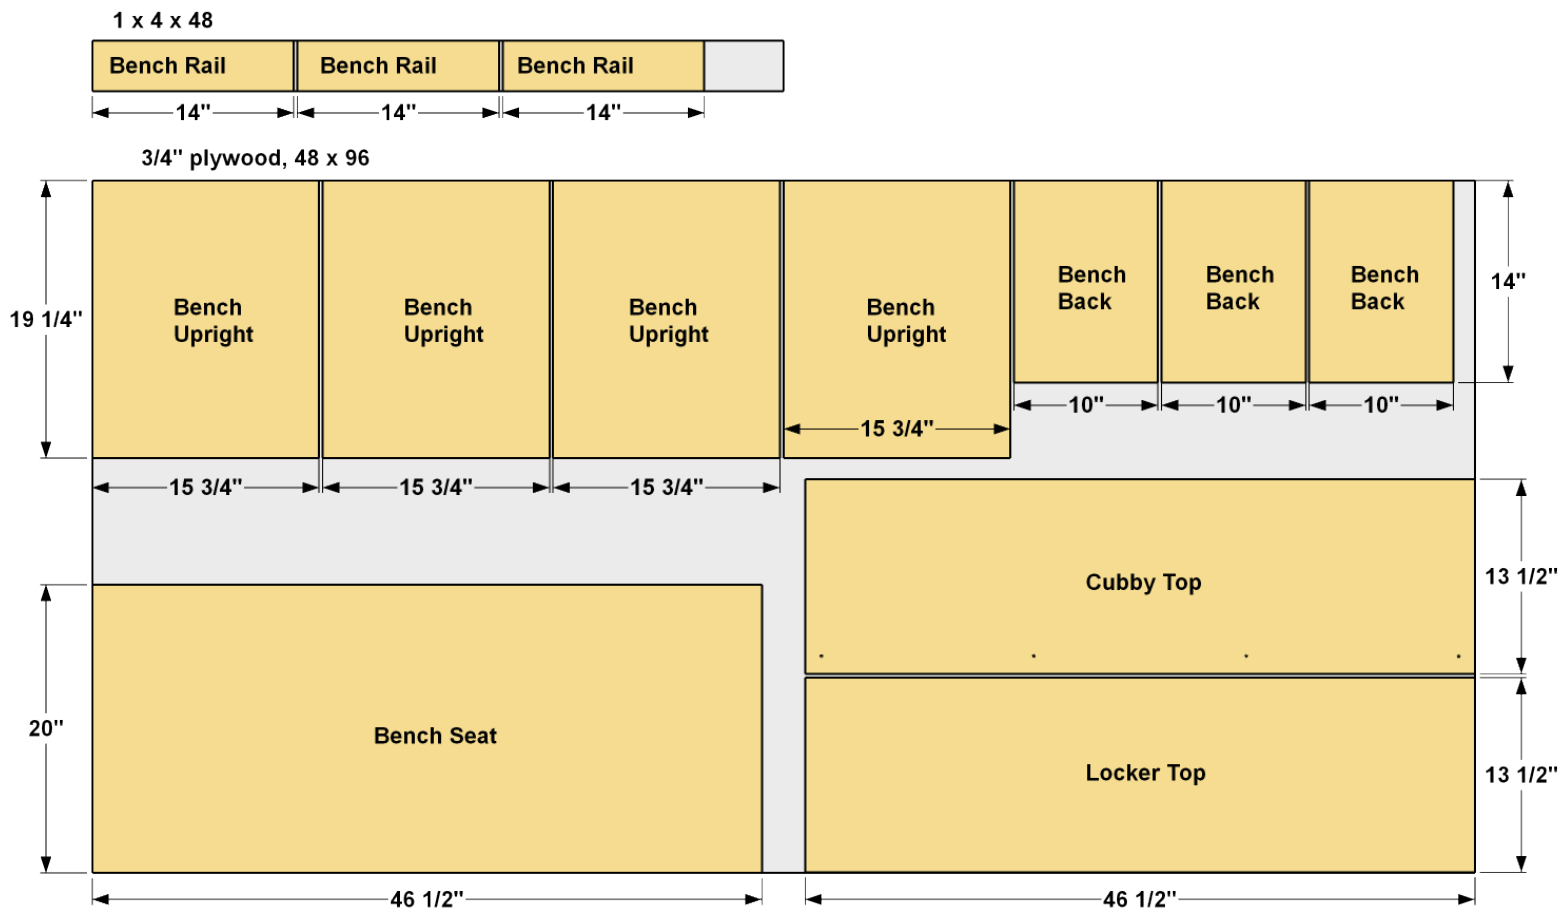 1 x 4 x 48
Bench Rail Bench Rail Bench Rail
14" 14" 14"
3/4" plywood, 48 x 96
Bench
Upright
Bench
Upright
Bench
Upright
Bench
Upright
Bench
Back
Bench
Back
Bench
Back
19 1/4"
14"
10" 10" 10"
15 3/4"
15 3/4" 15 3/4" 15 3/4"
Cubby Top
13 1/2"
20"
Bench Seat
Locker Top
13 1/2"
46 1/2" 46 1/2"